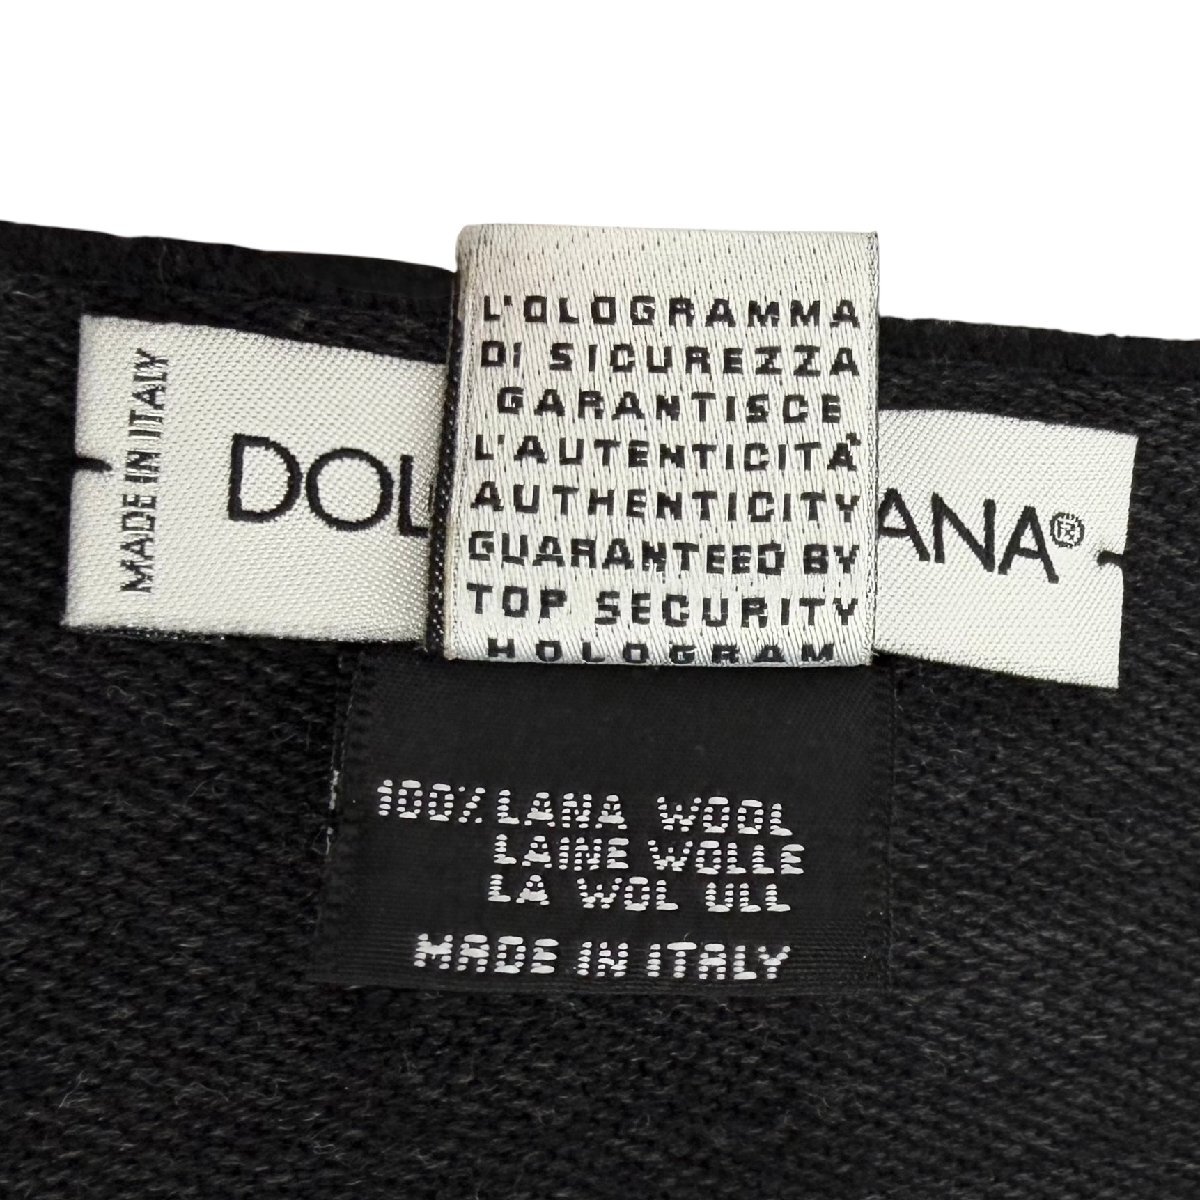 MADE IN ITALY
DOL
ANA®
L'OLOGRAMMA
DI SICUREZZA
GARANTISCE
L'AUTENTICITÀ
AUTHENTICITY
GUARANTEED BY
TOP SECURITY
HOLOGRAM
100% LANA WOOL
LAINE WOLLE
LA WOL ULL
MADE IN ITALY